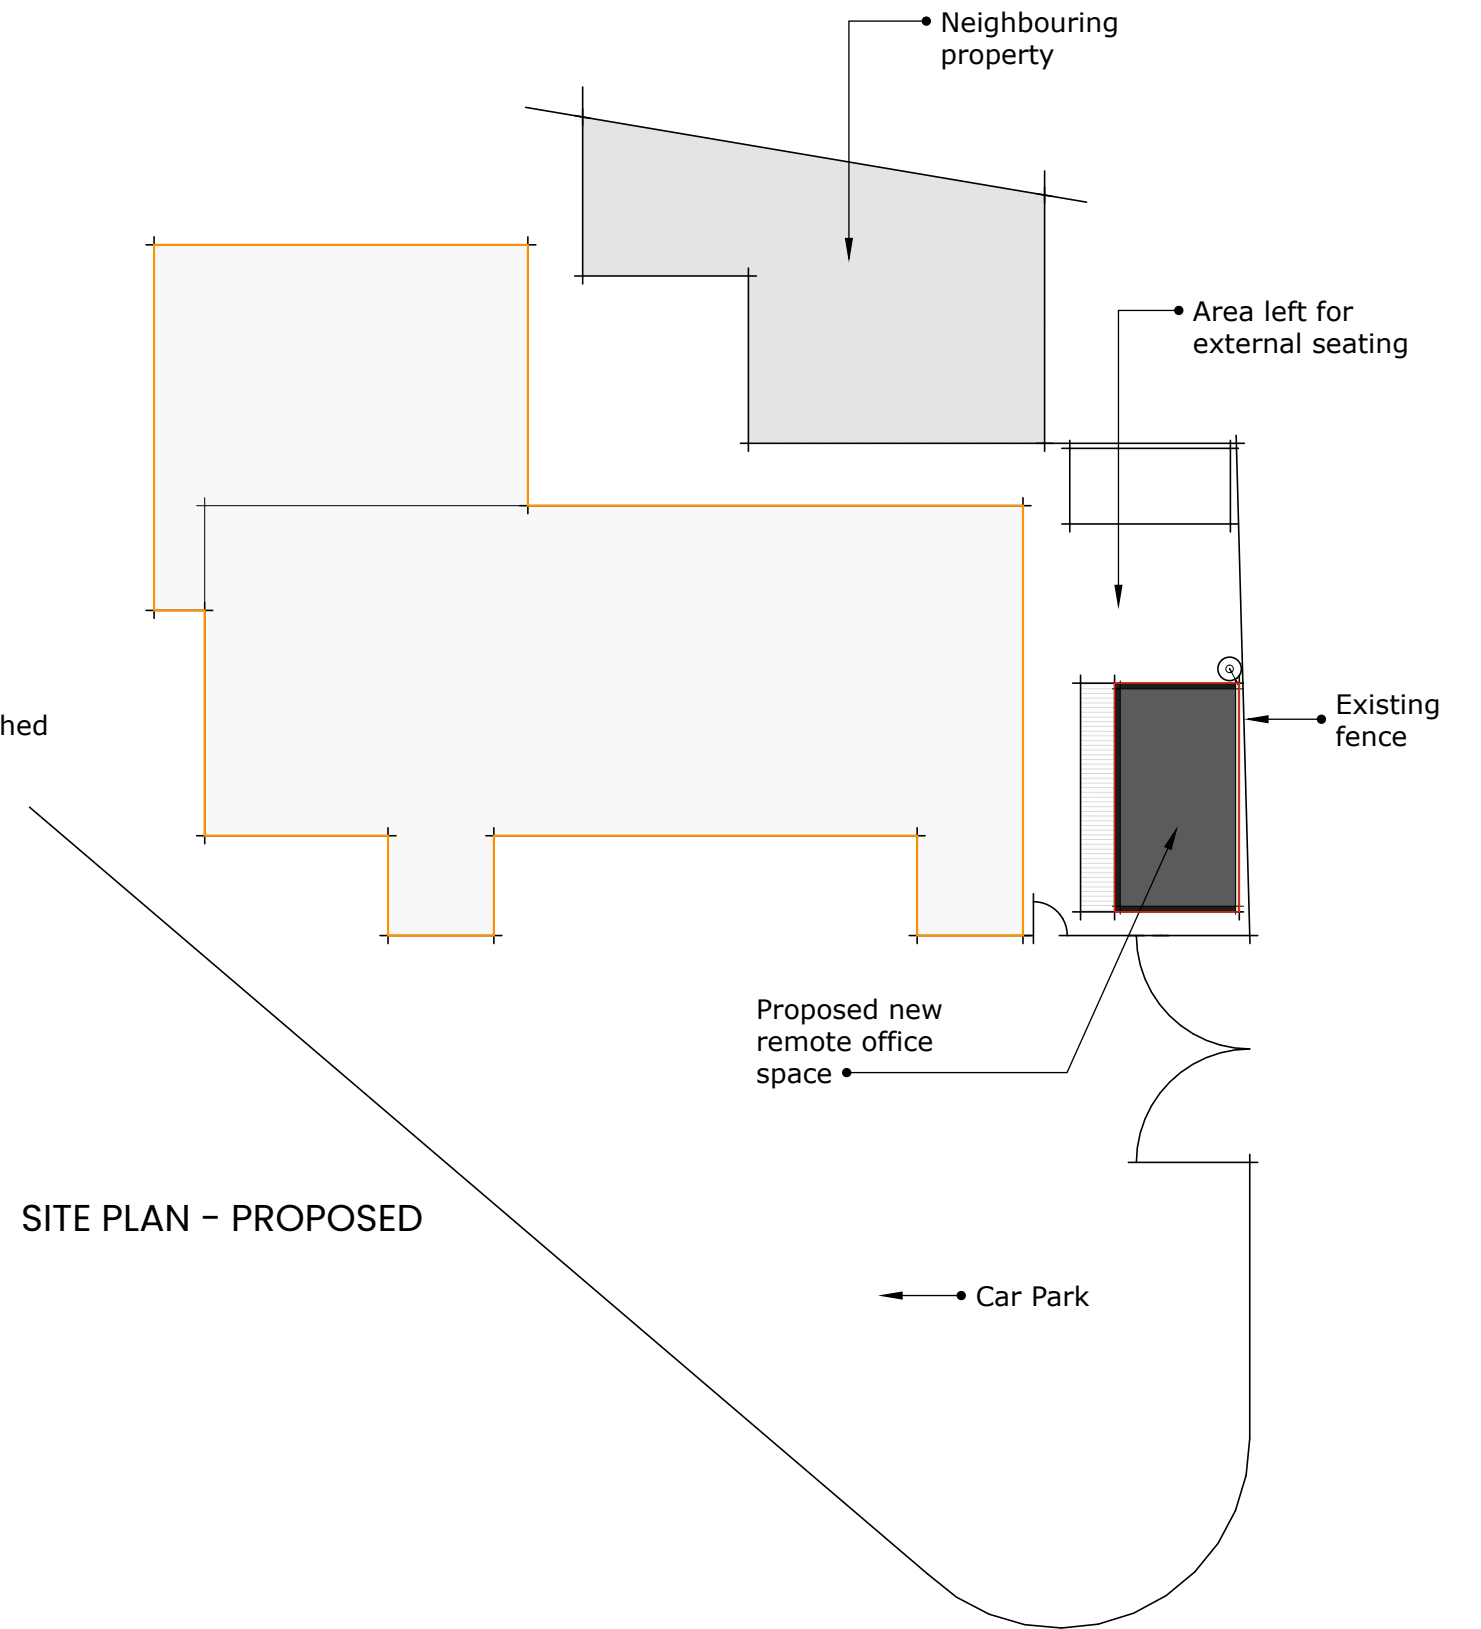 Neighbouring
property
Area left for
external seating
hed
Existing
fence
Proposed new
remote office
space
SITE PLAN - PROPOSED
Car Park